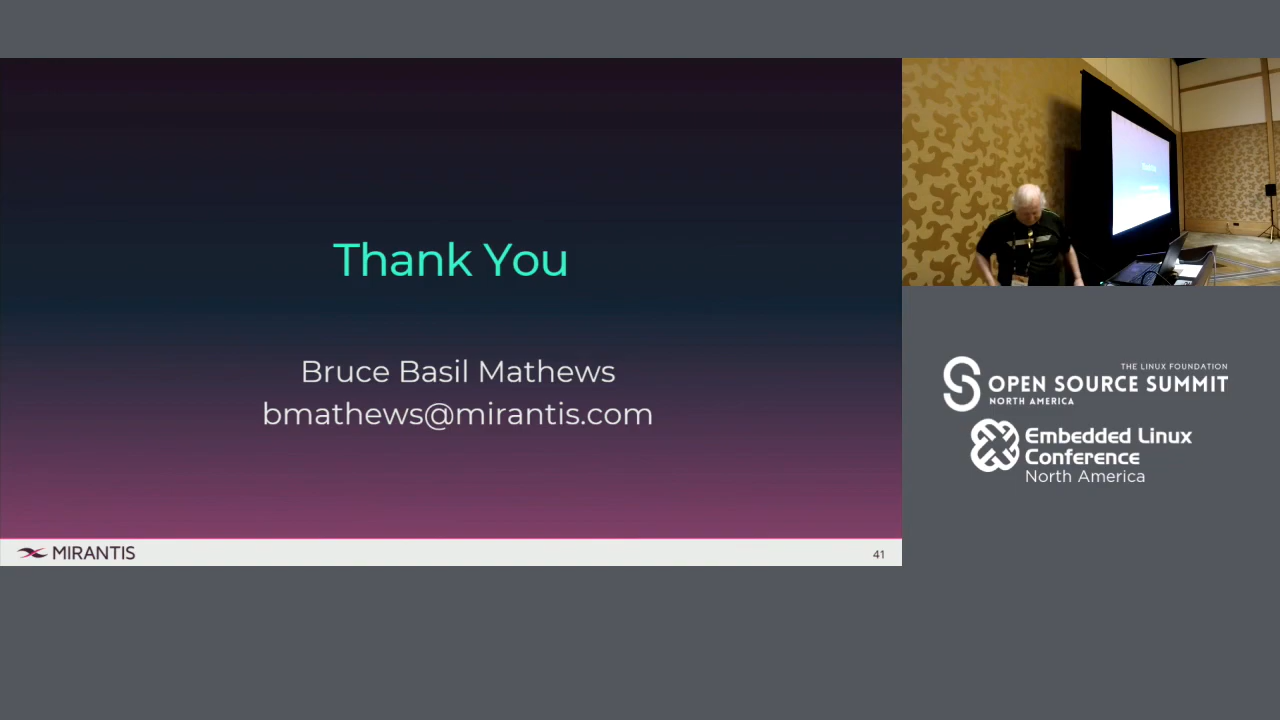 Thank You
Bruce Basil Mathews
bmathews@mirantis.com
MIRANTIS
41
THE LINUX FOUNDATION
OPEN SOURCE SUMMIT
NORTH AMERICA
Embedded Linux
Conference
North America